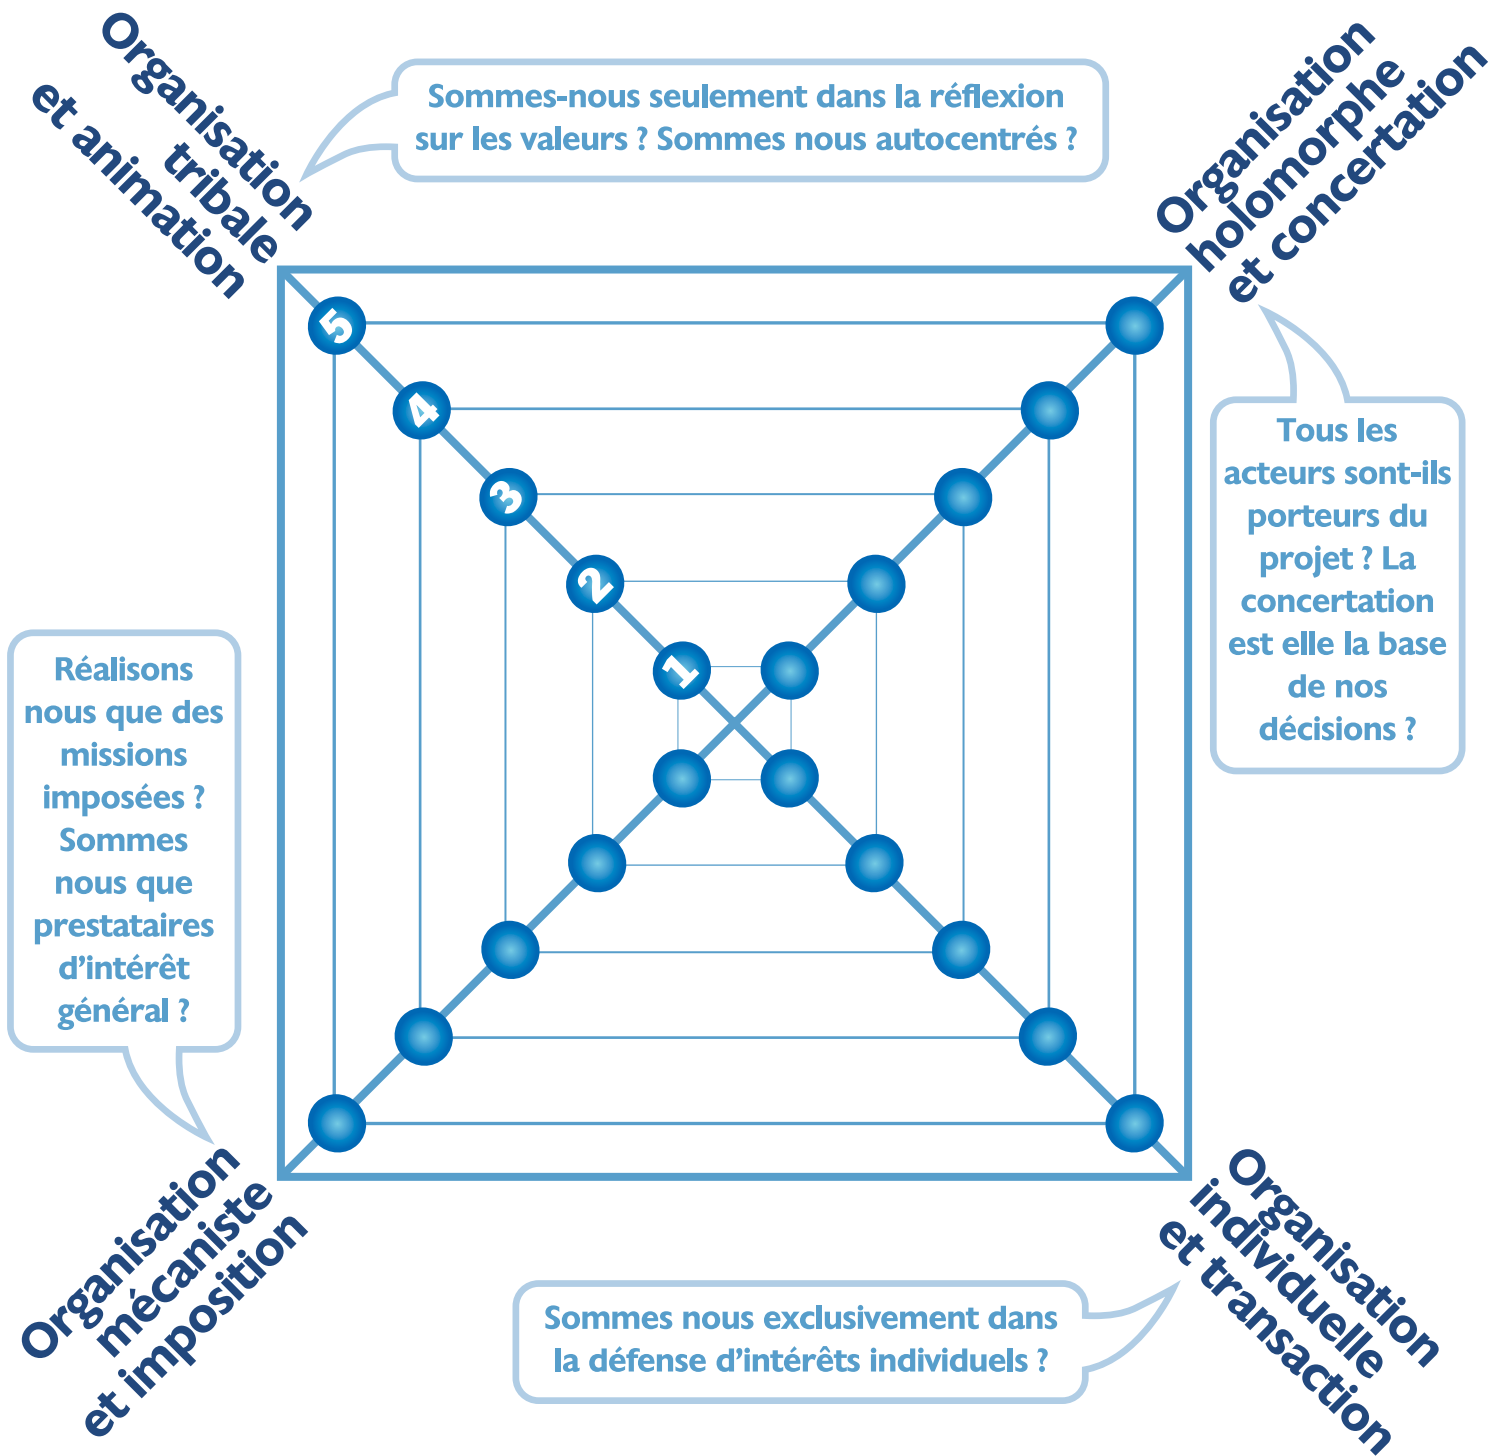 Organisation
tribale
et animation
Sommes-nous seulement dans la réflexion
sur les valeurs ? Sommes nous autocentrés ?
Organisation
holomorphe
et concertation
5
4
3
2
1
Tous les
acteurs sont-ils
porteurs du
projet ? La
concertation
est elle la base
de nos
décisions ?
Réalisons
nous que des
missions
imposées ?
Sommes
nous que
prestataires
d'intérêt
général ?
Organisation
mécaniste
et imposition
Sommes nous exclusivement dans
la défense d'intérêts individuels ?
Organisation
individuelle
et transaction